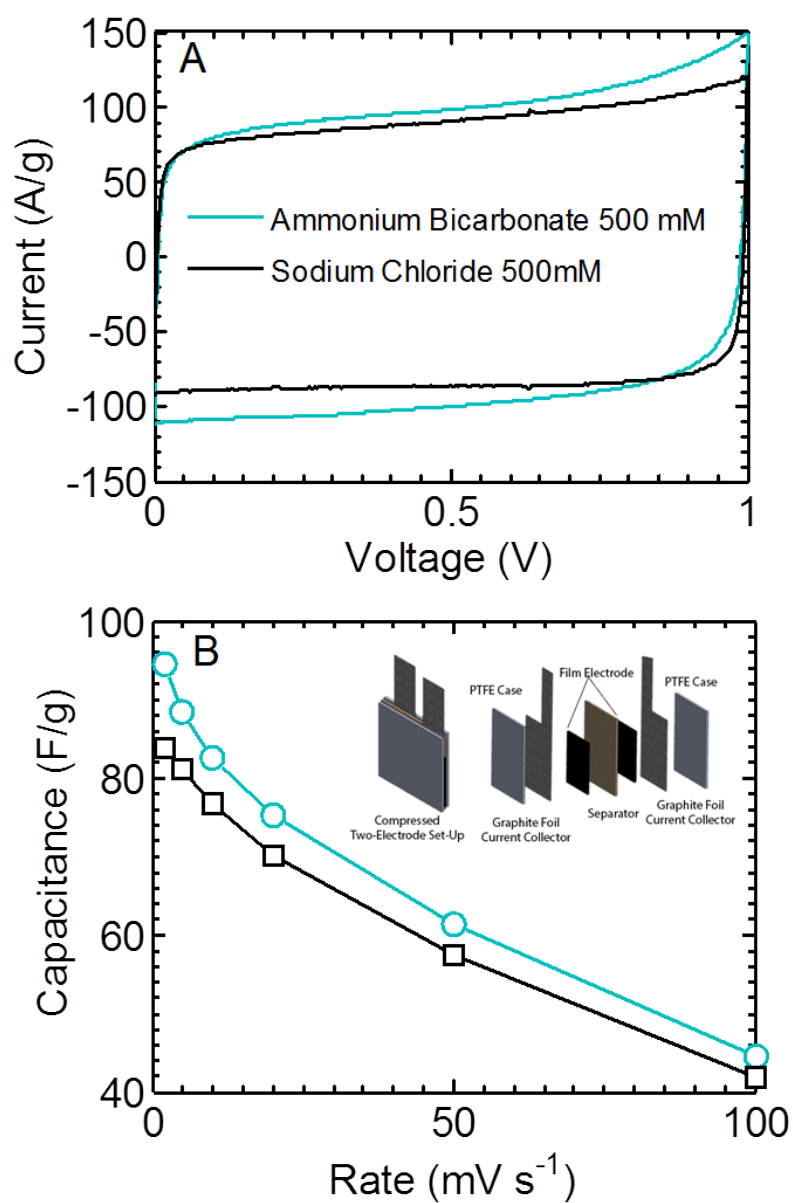 A
150
100
50
0
-50
-100
-150
Current (A/g)
Ammonium Bicarbonate 500 mM
Sodium Chloride 500mM
0
0.5
1
Voltage (V)
B
100
80
60
40
Capacitance (F/g)
Film Electrode
PTFE Case
PTFE Case
Compressed
Two-Electrode Set-Up
Graphite Foil
Current Collector
Separator
Graphite Foil
Current Collector
0
50
100
Rate (mV s⁻¹)